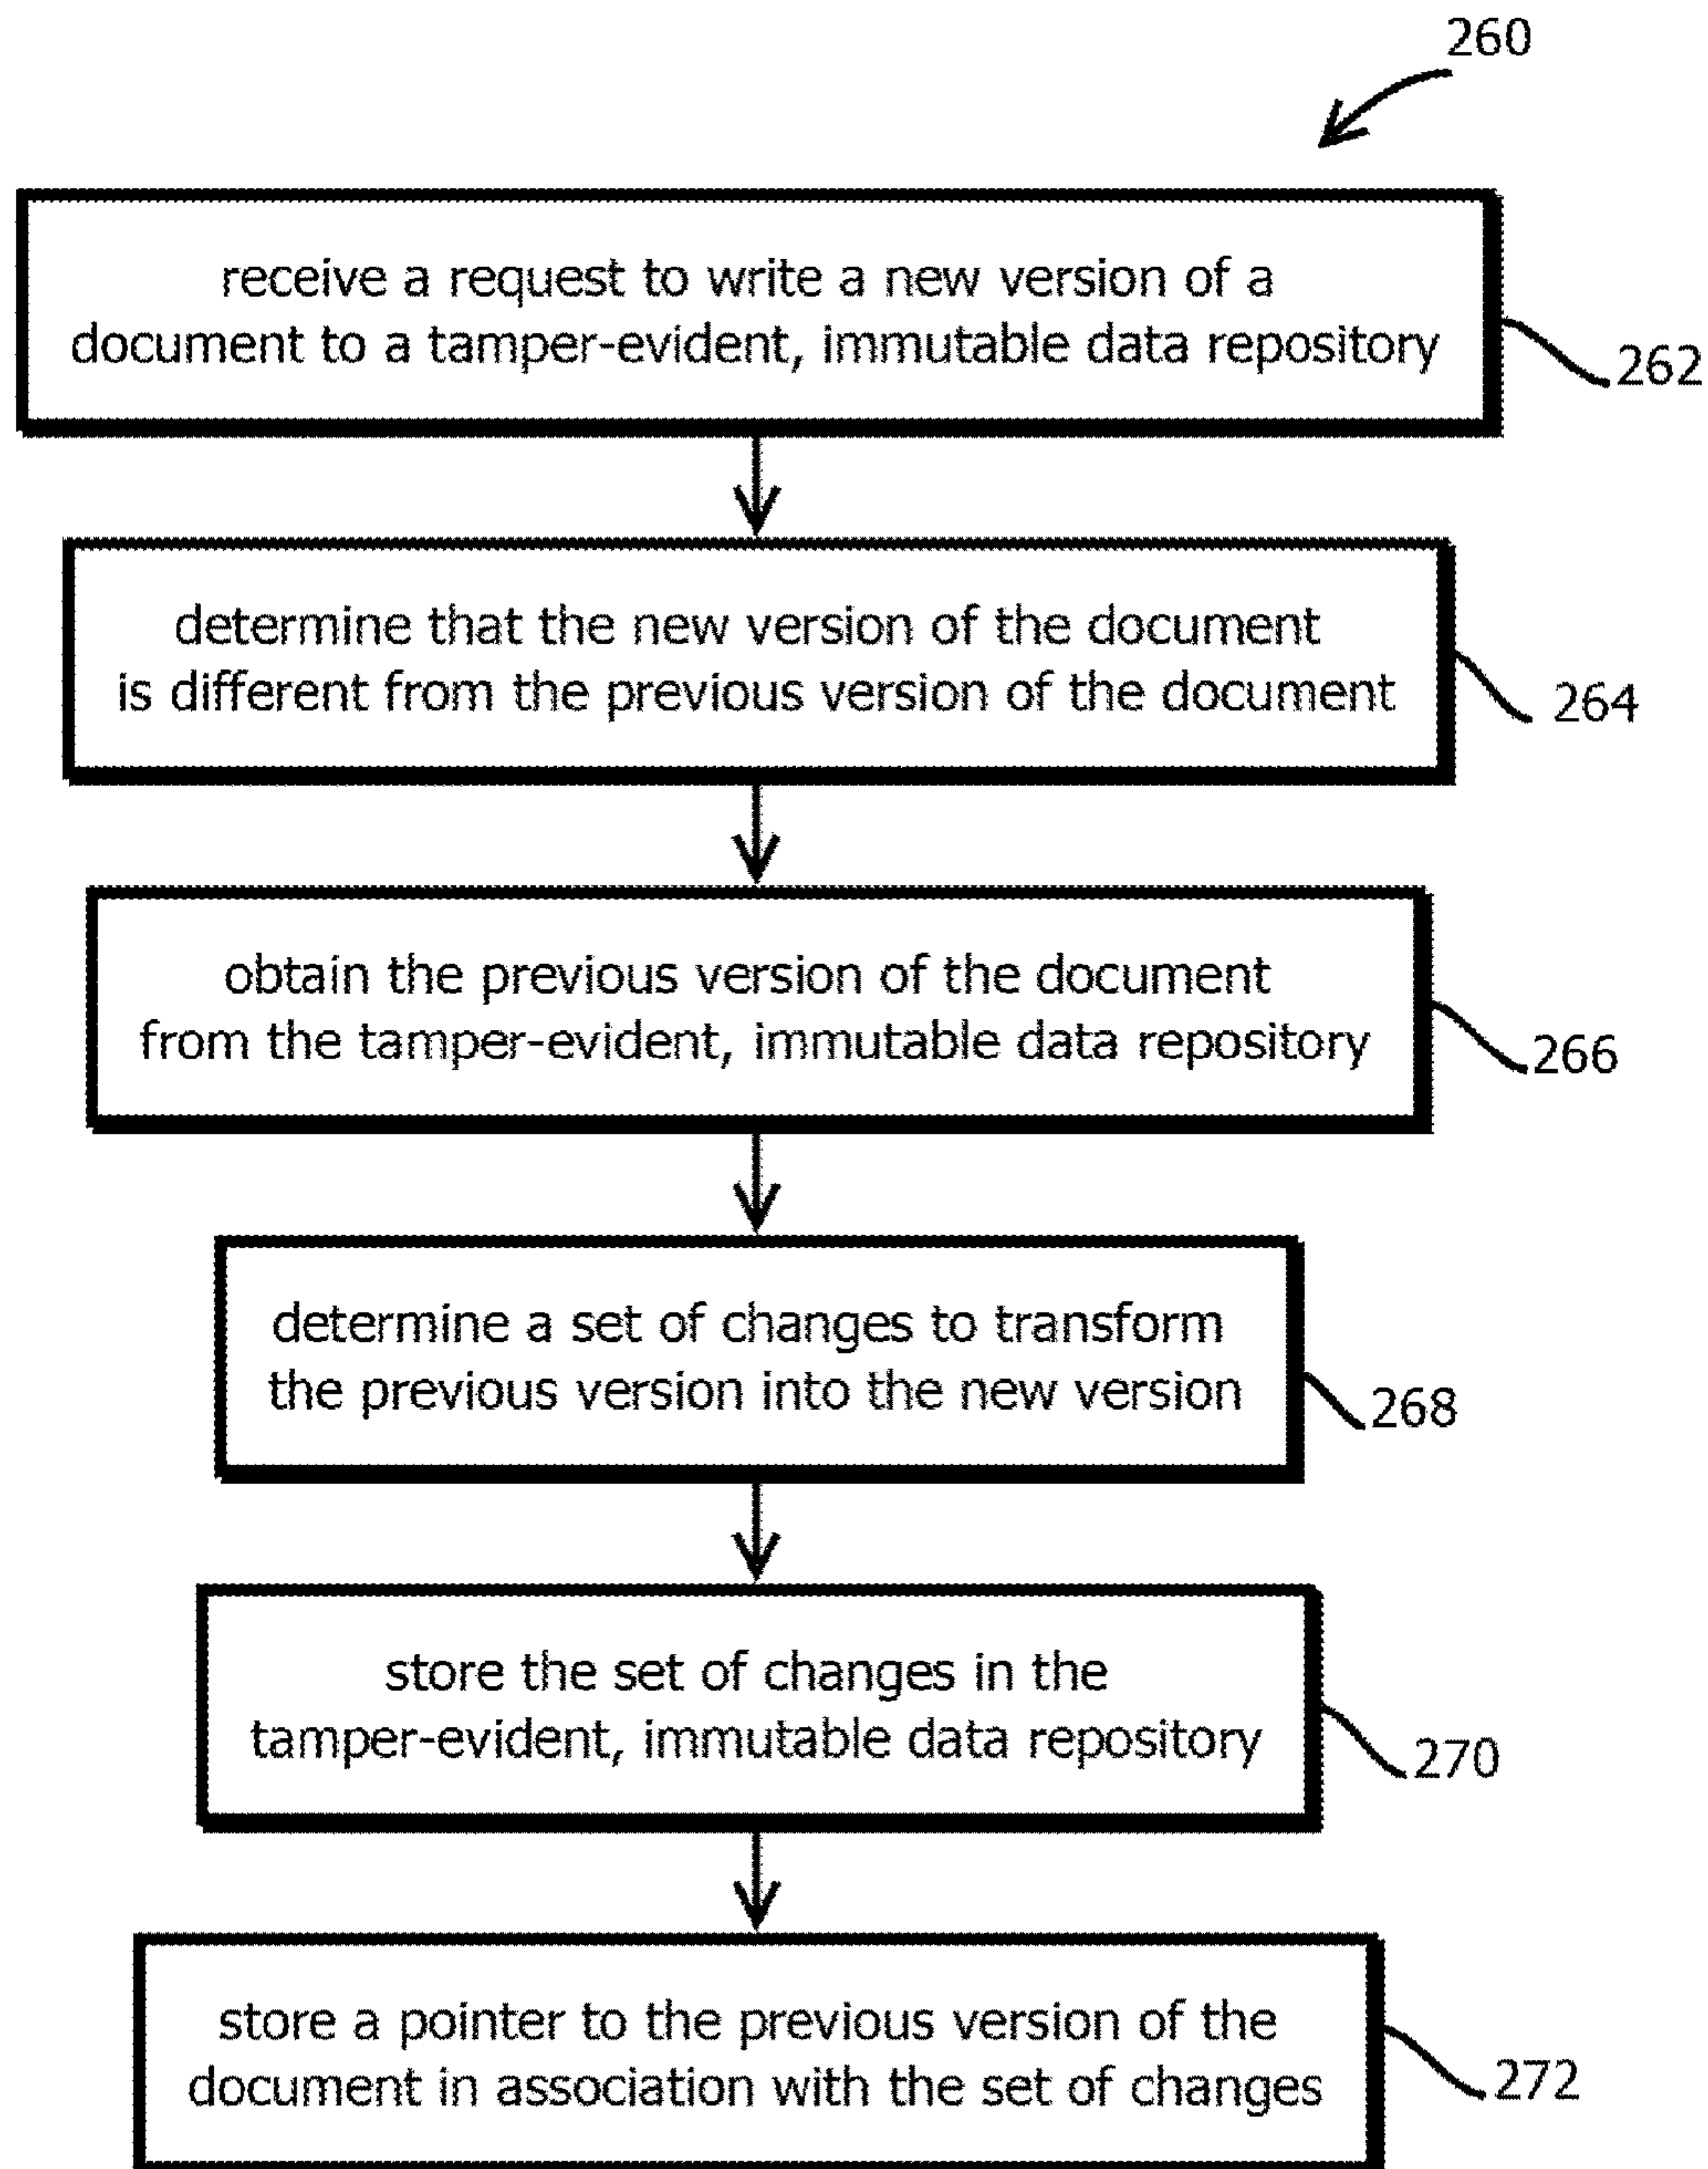 260
receive a request to write a new version of a
document to a tamper-evident, immutable data repository
262
determine that the new version of the document
is different from the previous version of the document
264
obtain the previous version of the document
from the tamper-evident, immutable data repository
266
determine a set of changes to transform
the previous version into the new version
268
store the set of changes in the
tamper-evident, immutable data repository
270
store a pointer to the previous version of the
document in association with the set of changes
272